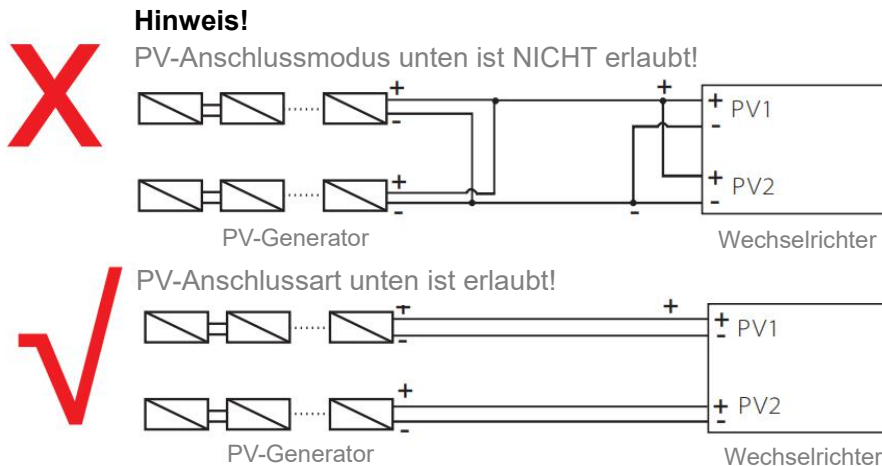 Hinweis!
PV-Anschlussmodus unten ist NICHT erlaubt!
+ + + PV1
- -
+ + PV2
- - -
PV-Generator Wechselrichter
PV-Anschlussart unten ist erlaubt!
+ + + PV1
- -
+ + PV2
- -
PV-Generator Wechselrichter